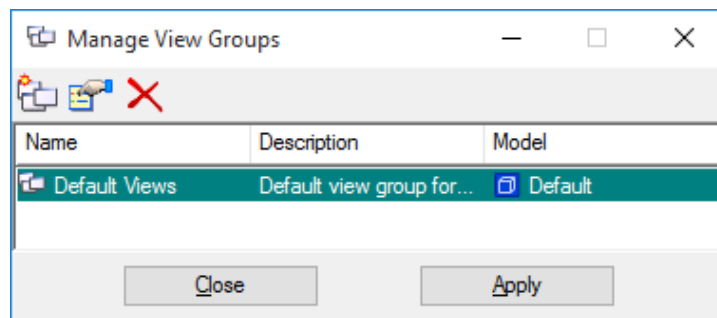 Manage View Groups
Name Description Model
Default Views Default view group for... Default
Close Apply